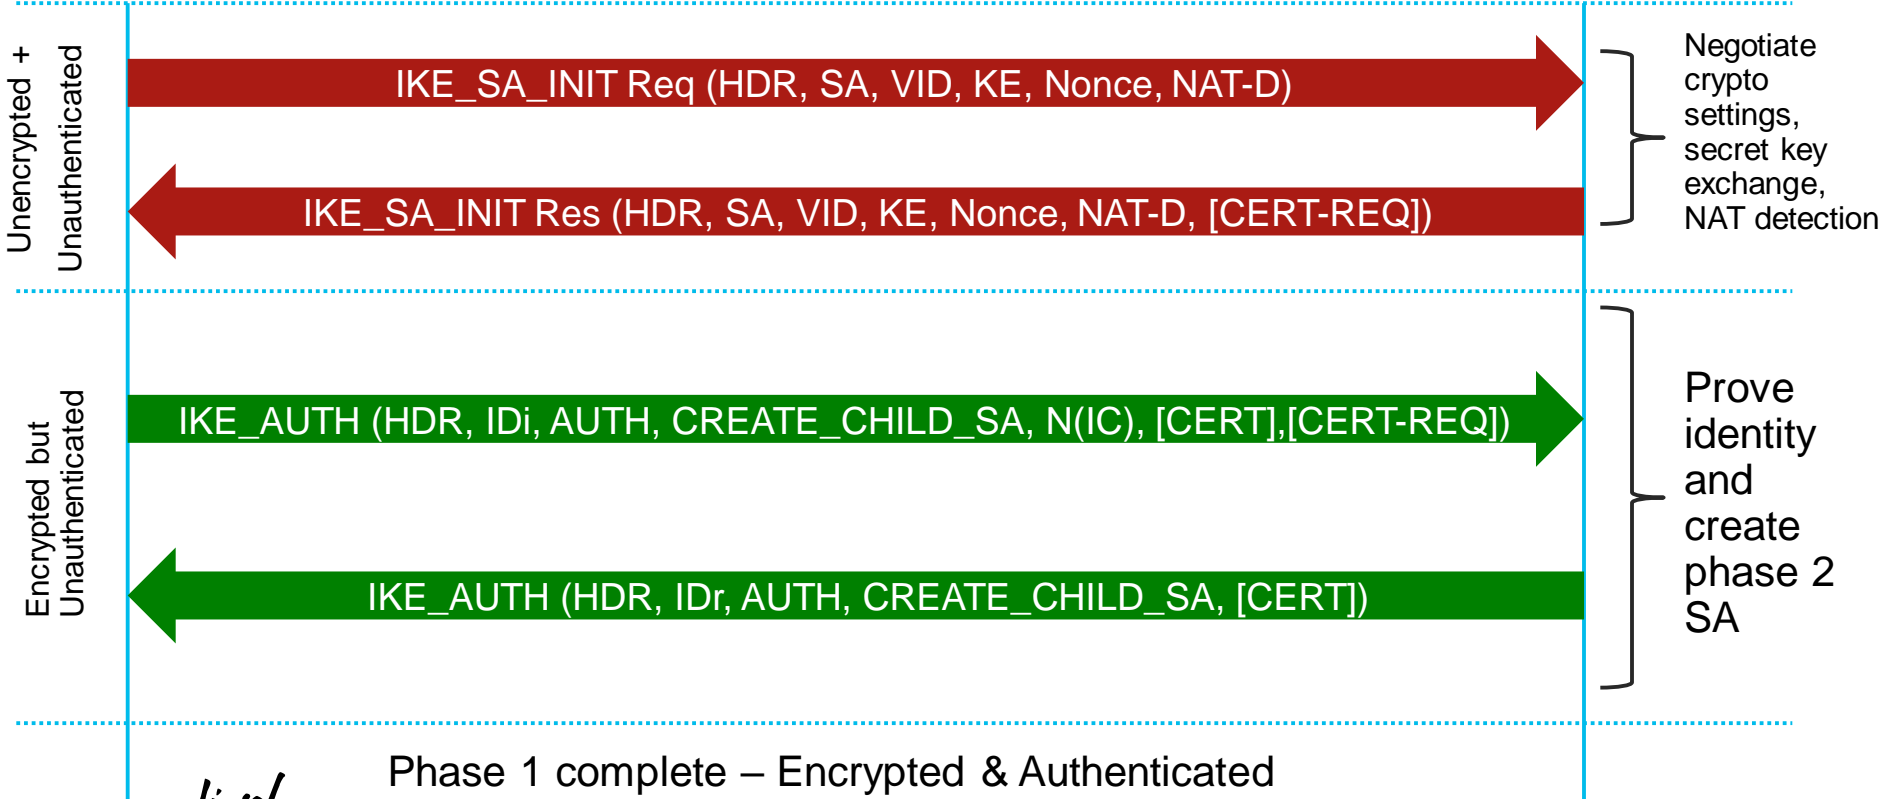 Unencrypted +
Unauthenticated
IKE_SA_INIT Req (HDR, SA, VID, KE, Nonce, NAT-D)
IKE_SA_INIT Res (HDR, SA, VID, KE, Nonce, NAT-D, [CERT-REQ])
Negotiate
crypto
settings,
secret key
exchange,
NAT detection
Encrypted but
Unauthenticated
IKE_AUTH (HDR, IDi, AUTH, CREATE_CHILD_SA, N(IC), [CERT],[CERT-REQ])
IKE_AUTH (HDR, IDr, AUTH, CREATE_CHILD_SA, [CERT])
Prove
identity
and
create
phase 2
SA
Phase 1 complete – Encrypted & Authenticated